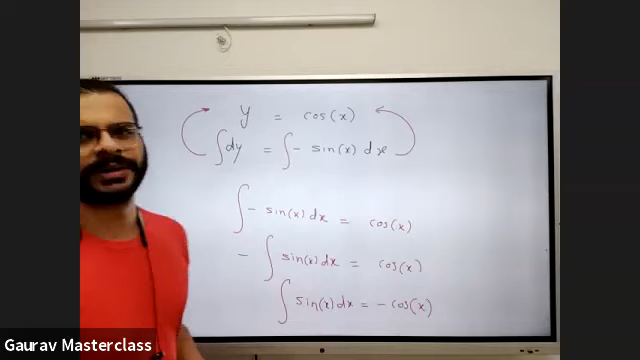 y = cos(x)
∫dy = ∫- sin(x) dx
∫- sin(x) dx = cos(x)
- ∫ sin(x) dx = cos(x)
∫ sin(x) dx = - cos(x)
Gaurav Masterclass